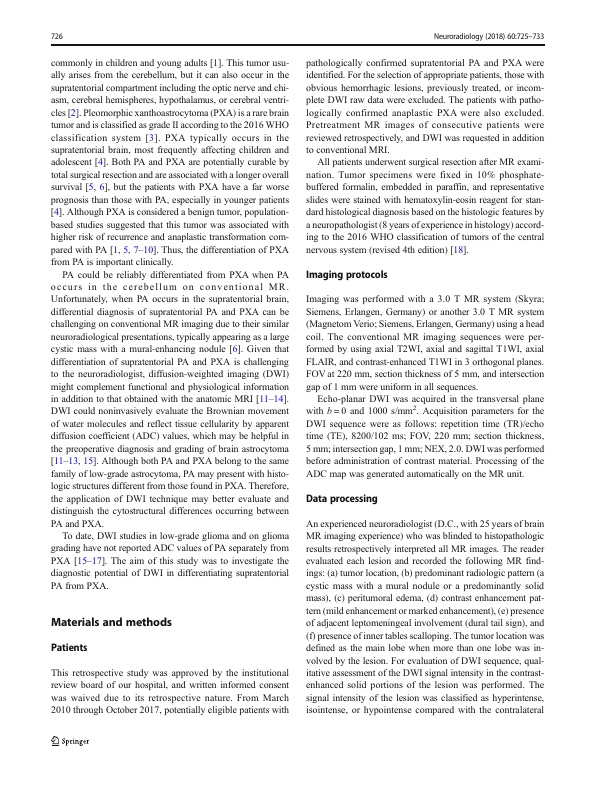 726
Neuroradiology (2018) 60:725–733
commonly in children and young adults [1]. This tumor usu-
ally arises from the cerebellum, but it can also occur in the
supratentorial compartment including the optic nerve and chi-
asm, cerebral hemispheres, hypothalamus, or cerebral ventri-
cles [2]. Pleomorphic xanthoastrocytoma (PXA) is a rare brain
tumor and is classified as grade II according to the 2016 WHO
classification system [3]. PXA typically occurs in the
supratentorial brain, most frequently affecting children and
adolescent [4]. Both PA and PXA are potentially curable by
total surgical resection and are associated with a longer overall
survival [5, 6], but the patients with PXA have a far worse
prognosis than those with PA, especially in younger patients
[4]. Although PXA is considered a benign tumor, population-
based studies suggested that this tumor was associated with
higher risk of recurrence and anaplastic transformation com-
pared with PA [1, 5, 7–10]. Thus, the differentiation of PXA
from PA is important clinically.
PA could be reliably differentiated from PXA when PA
occurs in the cerebellum on conventional MR.
Unfortunately, when PA occurs in the supratentorial brain,
differential diagnosis of supratentorial PA and PXA can be
challenging on conventional MR imaging due to their similar
neuroradiological presentations, typically appearing as a large
cystic mass with a mural-enhancing nodule [6]. Given that
differentiation of supratentorial PA and PXA is challenging
to the neuroradiologist, diffusion-weighted imaging (DWI)
might complement functional and physiological information
in addition to that obtained with the anatomic MRI [11–14].
DWI could noninvasively evaluate the Brownian movement
of water molecules and reflect tissue cellularity by apparent
diffusion coefficient (ADC) values, which may be helpful in
the preoperative diagnosis and grading of brain astrocytoma
[11–13, 15]. Although both PA and PXA belong to the same
family of low-grade astrocytoma, PA may present with histo-
logic structures different from those found in PXA. Therefore,
the application of DWI technique may better evaluate and
distinguish the cytostructural differences occurring between
PA and PXA.
To date, DWI studies in low-grade glioma and on glioma
grading have not reported ADC values of PA separately from
PXA [15–17]. The aim of this study was to investigate the
diagnostic potential of DWI in differentiating supratentorial
PA from PXA.
Materials and methods
Patients
This retrospective study was approved by the institutional
review board of our hospital, and written informed consent
was waived due to its retrospective nature. From March
2010 through October 2017, potentially eligible patients with
pathologically confirmed supratentorial PA and PXA were
identified. For the selection of appropriate patients, those with
obvious hemorrhagic lesions, previously treated, or incom-
plete DWI raw data were excluded. The patients with patho-
logically confirmed anaplastic PXA were also excluded.
Pretreatment MR images of consecutive patients were
reviewed retrospectively, and DWI was requested in addition
to conventional MRI.
All patients underwent surgical resection after MR exami-
nation. Tumor specimens were fixed in 10% phosphate-
buffered formalin, embedded in paraffin, and representative
slides were stained with hematoxylin-eosin reagent for stan-
dard histological diagnosis based on the histologic features by
a neuropathologist (8 years of experience in histology) accord-
ing to the 2016 WHO classification of tumors of the central
nervous system (revised 4th edition) [18].
Imaging protocols
Imaging was performed with a 3.0 T MR system (Skyra;
Siemens, Erlangen, Germany) or another 3.0 T MR system
(Magnetom Verio; Siemens, Erlangen, Germany) using a head
coil. The conventional MR imaging sequences were per-
formed by using axial T2WI, axial and sagittal T1WI, axial
FLAIR, and contrast-enhanced T1WI in 3 orthogonal planes.
FOV at 220 mm, section thickness of 5 mm, and intersection
gap of 1 mm were uniform in all sequences.
Echo-planar DWI was acquired in the transversal plane
with b = 0 and 1000 s/mm². Acquisition parameters for the
DWI sequence were as follows: repetition time (TR)/echo
time (TE), 8200/102 ms; FOV, 220 mm; section thickness,
5 mm; intersection gap, 1 mm; NEX, 2.0. DWI was performed
before administration of contrast material. Processing of the
ADC map was generated automatically on the MR unit.
Data processing
An experienced neuroradiologist (D.C., with 25 years of brain
MR imaging experience) who was blinded to histopathologic
results retrospectively interpreted all MR images. The reader
evaluated each lesion and recorded the following MR find-
ings: (a) tumor location, (b) predominant radiologic pattern (a
cystic mass with a mural nodule or a predominantly solid
mass), (c) peritumoral edema, (d) contrast enhancement pat-
tern (mild enhancement or marked enhancement), (e) presence
of adjacent leptomeningeal involvement (dural tail sign), and
(f) presence of inner tables scalloping. The tumor location was
defined as the main lobe when more than one lobe was in-
volved by the lesion. For evaluation of DWI sequence, qual-
itative assessment of the DWI signal intensity in the contrast-
enhanced solid portions of the lesion was performed. The
signal intensity of the lesion was classified as hyperintense,
isointense, or hypointense compared with the contralateral
Springer